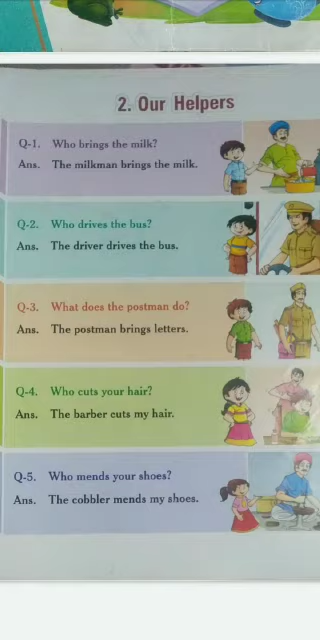 2. Our Helpers
Q-1. Who brings the milk?
Ans. The milkman brings the milk.
Q-2. Who drives the bus?
Ans. The driver drives the bus.
Q-3. What does the postman do?
Ans. The postman brings letters.
Q-4. Who cuts your hair?
Ans. The barber cuts my hair.
Q-5. Who mends your shoes?
Ans. The cobbler mends my shoes.